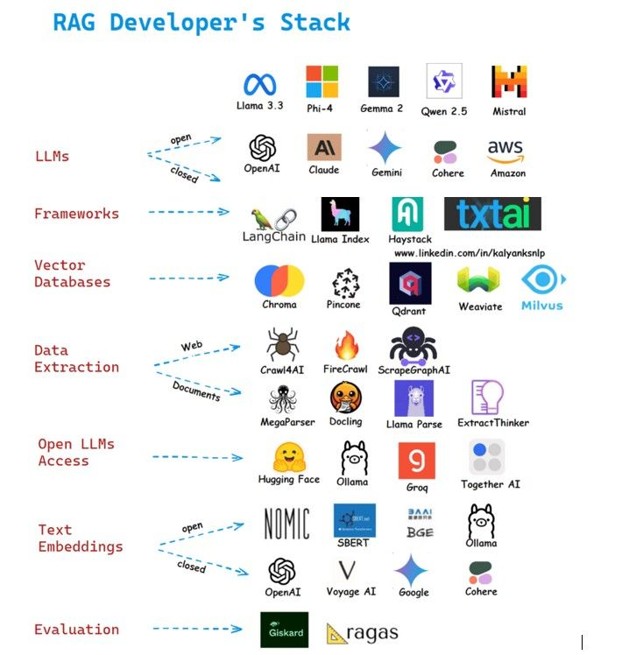 RAG Developer's Stack
Llama 3.3 Phi-4 Gemma 2 Qwen 2.5 Mistral
LLMs open closed
OpenAI Claude Gemini Cohere aws Amazon
Frameworks
LangChain Llama Index Haystack txtai
www.linkedin.com/in/kalyanksnlp
Vector
Databases
Chroma Pincone Qdrant Weaviate Milvus
Data
Extraction
Web
Crawl4AI FireCrawl ScrapeGraphAI
Documents
MegaParser Docling Llama Parse ExtractThinker
Open LLMs
Access
Hugging Face Ollama Groq Together AI
Text
Embeddings
open
NOMIC SBERT BAAI BGE Ollama
closed
OpenAI Voyage AI Google Cohere
Evaluation
Giskard ragas